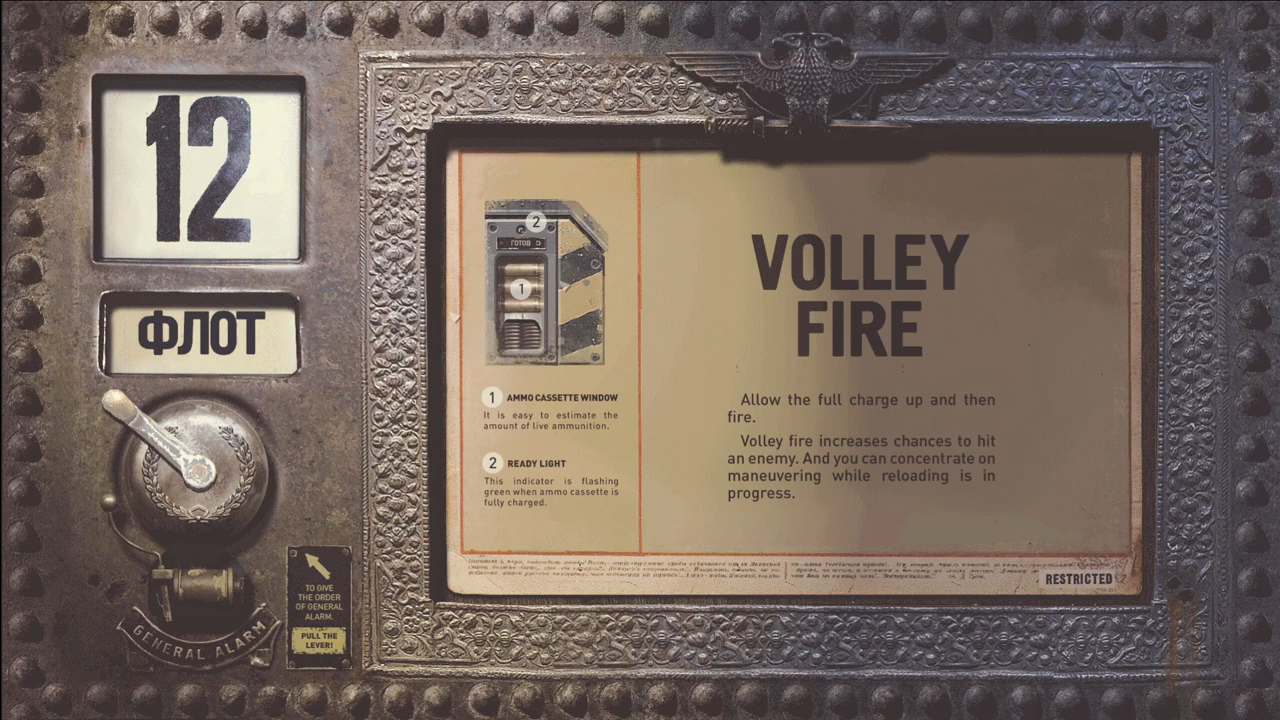 12
ФЛОТ
TO GIVE
THE ORDER
OF GENERAL
ALARM.
PULL THE
LEVER!
GENERAL ALARM
2
ГОТОВ
1
1 AMMO CASSETTE WINDOW
It is easy to estimate the
amount of live ammunition.
2 READY LIGHT
This indicator is flashing
green when ammo cassette is
fully charged.
VOLLEY
FIRE
Allow the full charge up and then
fire.
Volley fire increases chances to hit
an enemy. And you can concentrate on
maneuvering while reloading is in
progress.
RESTRICTED